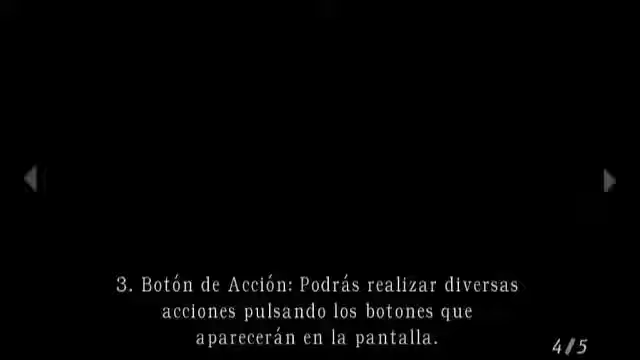 3. Botón de Acción: Podrás realizar diversas
acciones pulsando los botones que
aparecerán en la pantalla.
4/5